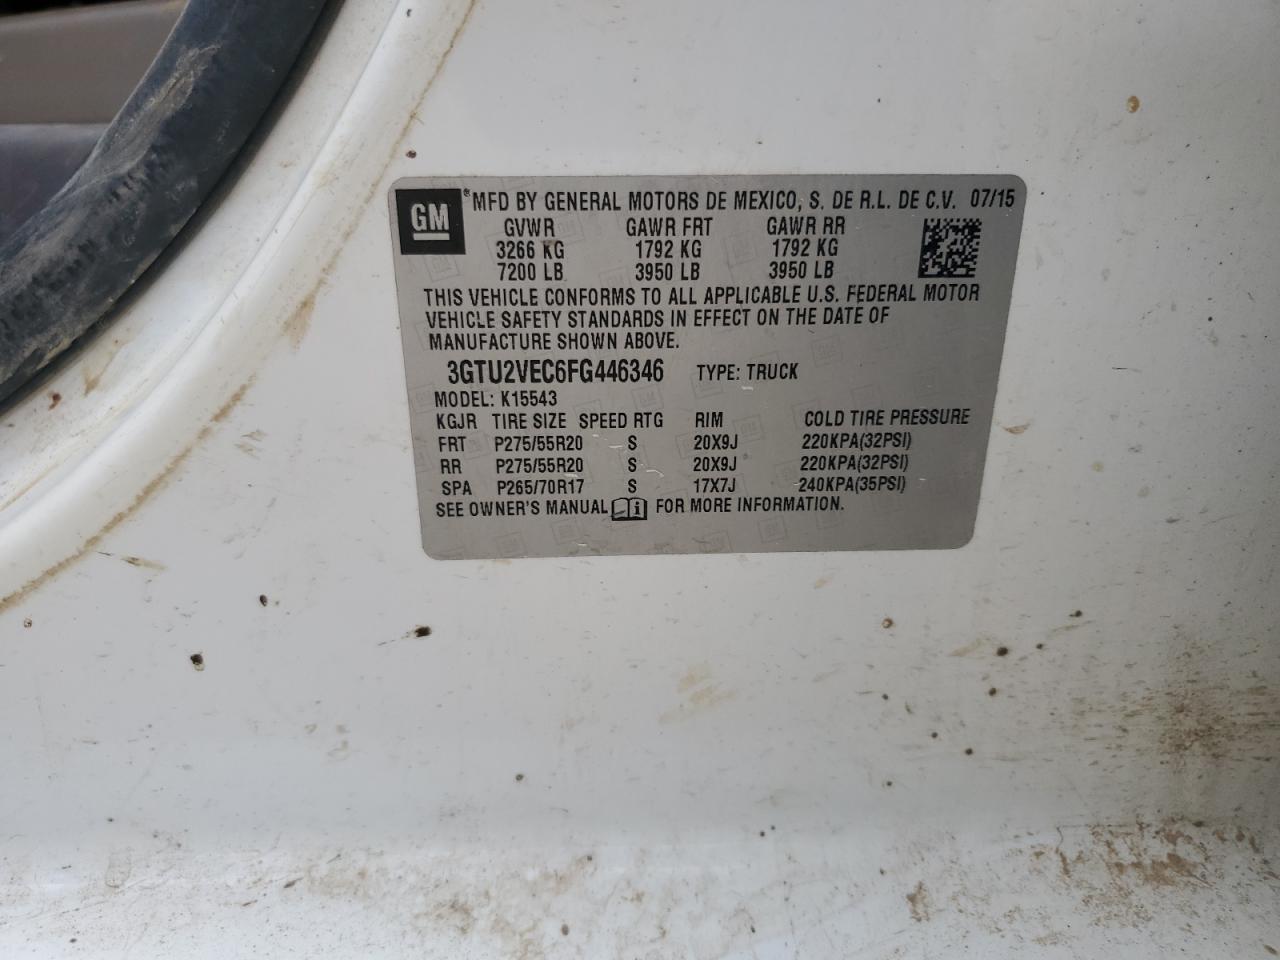 GM ® MFD BY GENERAL MOTORS DE MEXICO, S. DE R.L. DE C.V. 07/15
GVWR GAWR FRT GAWR RR
3266 KG 1792 KG 1792 KG
7200 LB 3950 LB 3950 LB
THIS VEHICLE CONFORMS TO ALL APPLICABLE U.S. FEDERAL MOTOR
VEHICLE SAFETY STANDARDS IN EFFECT ON THE DATE OF
MANUFACTURE SHOWN ABOVE.
3GTU2VEC6FG446346 TYPE: TRUCK
MODEL: K15543
KGJR TIRE SIZE SPEED RTG RIM COLD TIRE PRESSURE
FRT P275/55R20 S 20X9J 220KPA(32PSI)
RR P275/55R20 S 20X9J 220KPA(32PSI)
SPA P265/70R17 S 17X7J 240KPA(35PSI)
SEE OWNER'S MANUAL i FOR MORE INFORMATION.